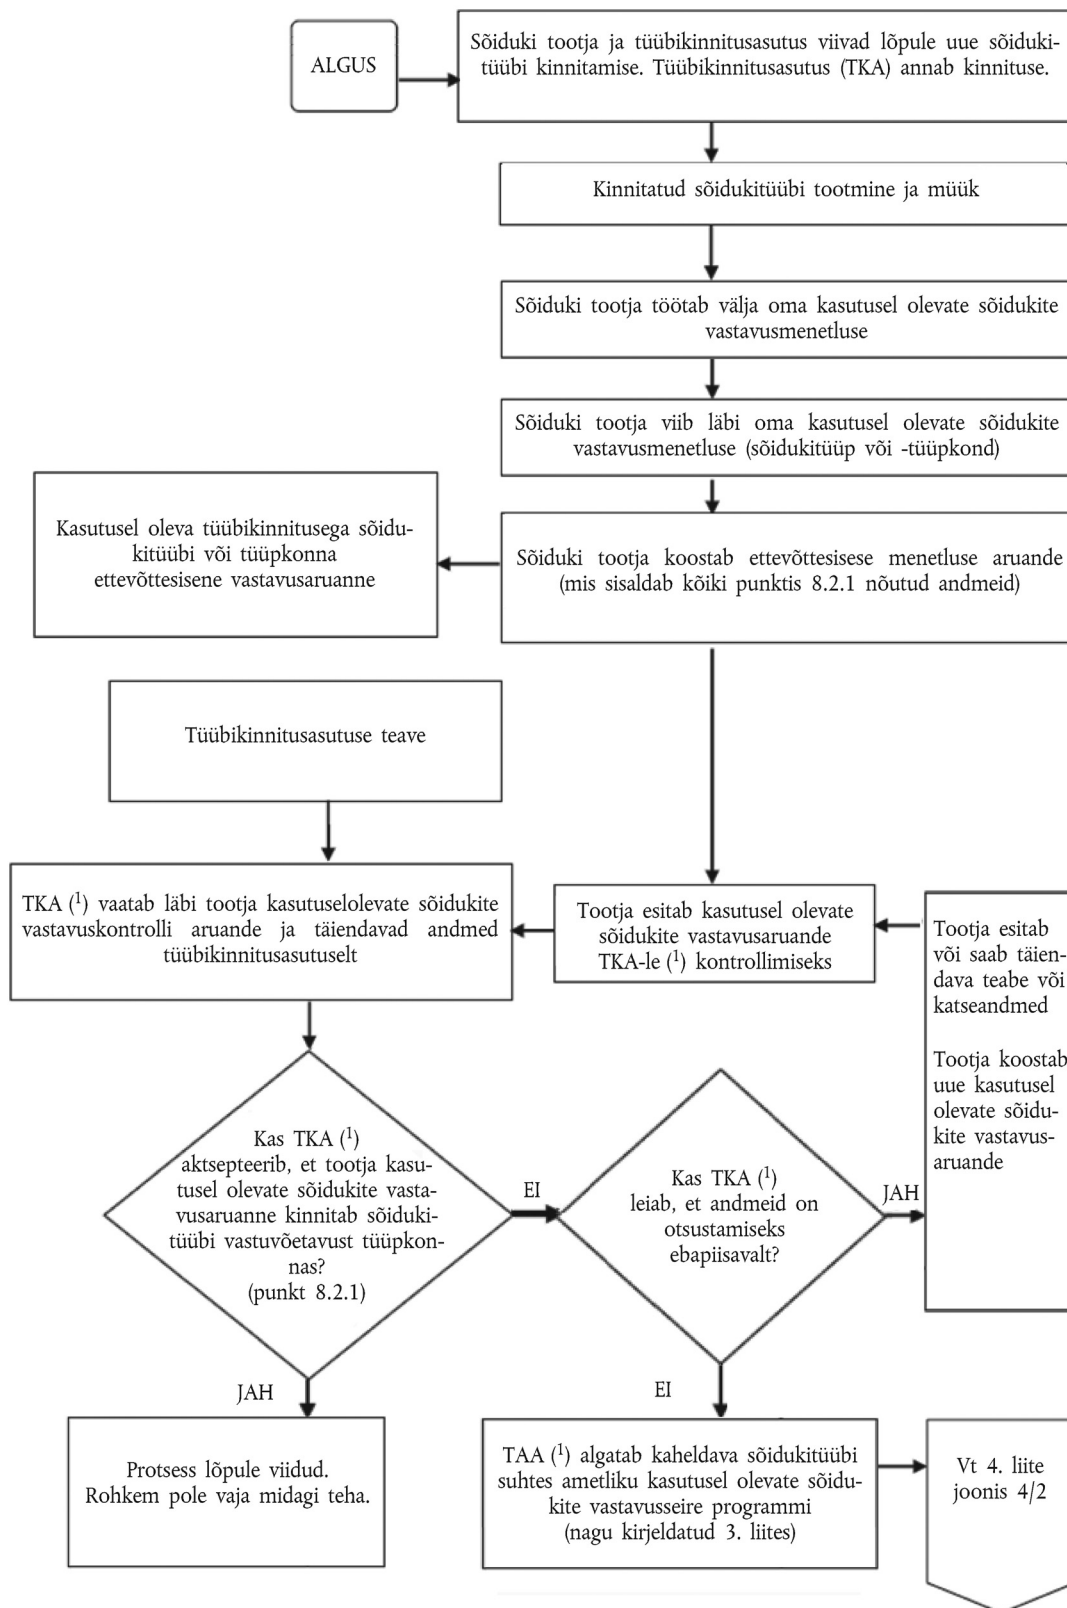 ALGUS
Sõiduki tootja ja tüübikinnitusasutus viivad lõpule uue sõiduki-
tüübi kinnitamise. Tüübikinnitusasutus (TKA) annab kinnituse.
Kinnitatud sõidukitüübi tootmine ja müük
Sõiduki tootja töötab välja oma kasutusel olevate sõidukite
vastavusmenetluse
Sõiduki tootja viib läbi oma kasutusel olevate sõidukite
vastavusmenetluse (sõidukitüüp või -tüüpkond)
Kasutusel oleva tüübikinnitusega sõidu-
kitüübi või tüüpkonna
ettevõttesisene vastavusaruanne
Sõiduki tootja koostab ettevõttesisese menetluse aruande
(mis sisaldab kõiki punktis 8.2.1 nõutud andmeid)
Tüübikinnitusasutuse teave
TKA (1) vaatab läbi tootja kasutuselolevate sõidukite
vastavuskontrolli aruande ja täiendavad andmed
tüübikinnitusasutuselt
Tootja esitab kasutusel olevate
sõidukite vastavusaruande
TKA-le (1) kontrollimiseks
Tootja esitab
või saab täien-
dava teabe või
katseandmed
Tootja koostab
uue kasutusel
olevate sõidu-
kite vastavus-
aruande
Kas TKA (1)
aktsepteerib, et tootja kasu-
tusel olevate sõidukite vasta-
vusaruanne kinnitab sõiduki-
tüübi vastuvõetavust tüüpkon-
nas?
(punkt 8.2.1)
EI
Kas TKA (1)
leiab, et andmeid on
otsustamiseks
ebapiisavalt?
JAH
JAH
EI
Protsess lõpule viidud.
Rohkem pole vaja midagi teha.
TAA (1) algatab kaheldava sõidukitüübi
suhtes ametliku kasutusel olevate sõidu-
kite vastavusseire programmi
(nagu kirjeldatud 3. liites)
Vt 4. liite
joonis 4/2